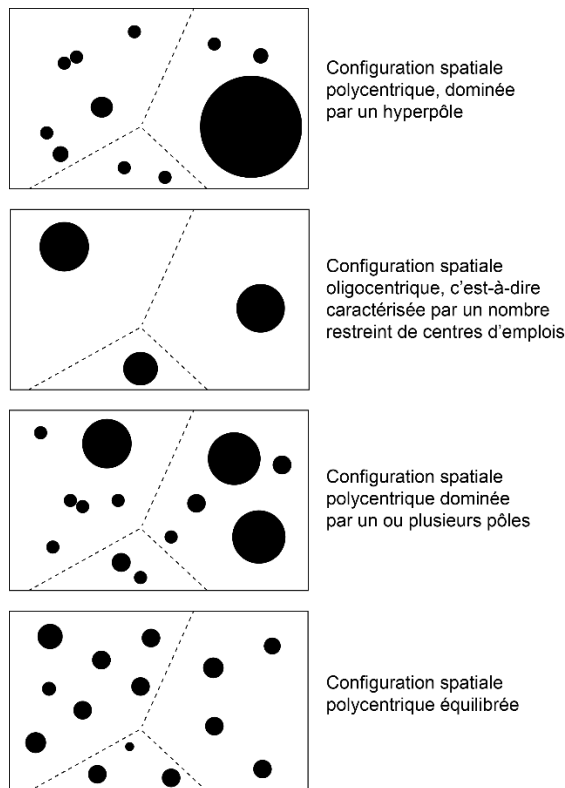 Configuration spatiale
polycentrique, dominée
par un hyperpôle
Configuration spatiale
oligocentrique, c’est-à-dire
caractérisée par un nombre
restreint de centres d’emplois
Configuration spatiale
polycentrique dominée
par un ou plusieurs pôles
Configuration spatiale
polycentrique équilibrée